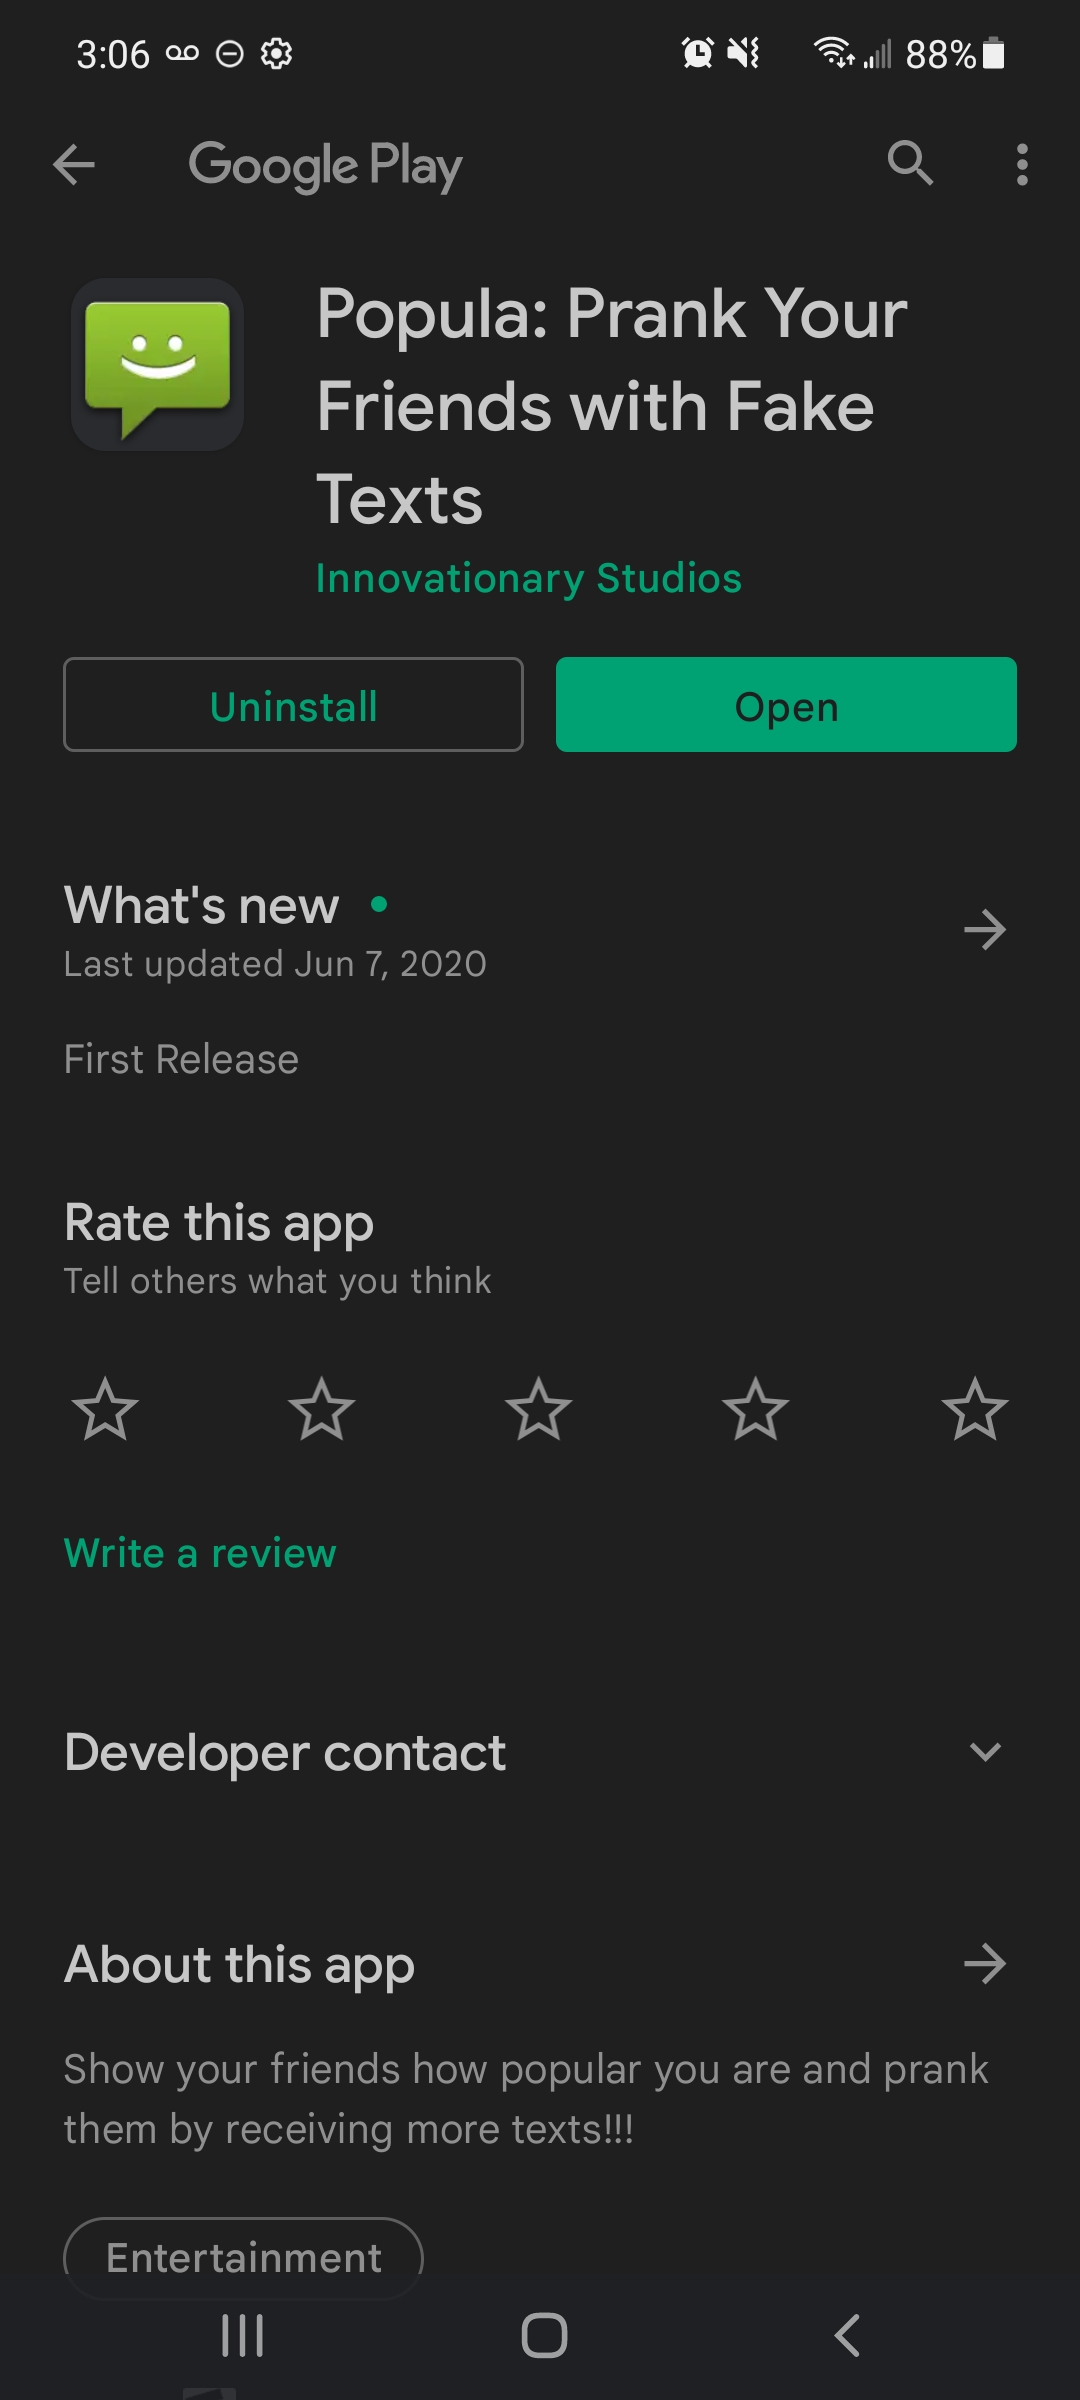 3:06
88%
Google Play
Popula: Prank Your
Friends with Fake
Texts
Innovationary Studios
Uninstall
Open
What's new
Last updated Jun 7, 2020
First Release
Rate this app
Tell others what you think
Write a review
Developer contact
About this app
Show your friends how popular you are and prank
them by receiving more texts!!!
Entertainment